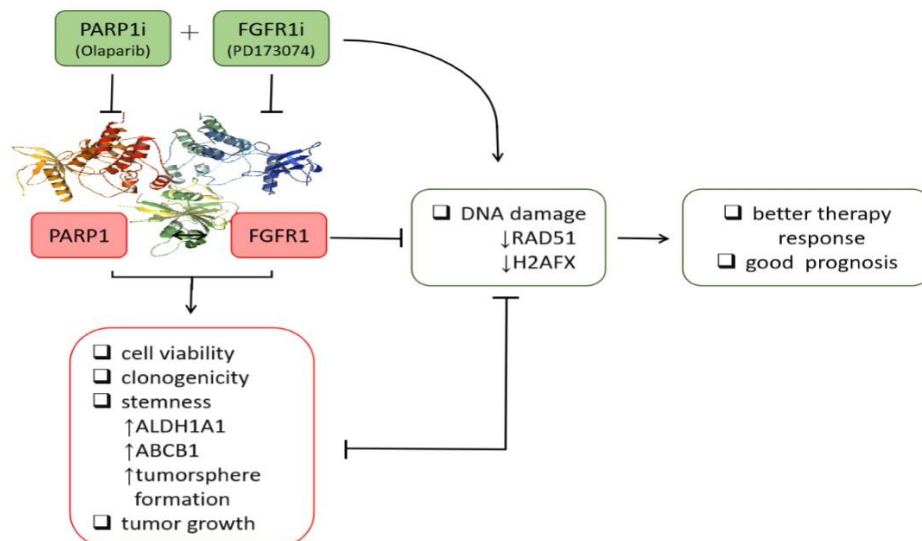 PARP1i
(Olaparib)
+
FGFR1i
(PD173074)
PARP1
FGFR1
❑ DNA damage
↓RAD51
↓H2AFX
❑ better therapy
response
❑ good prognosis
❑ cell viability
❑ clonogenicity
❑ stemness
↑ALDH1A1
↑ABCB1
↑tumorsphere
formation
❑ tumor growth